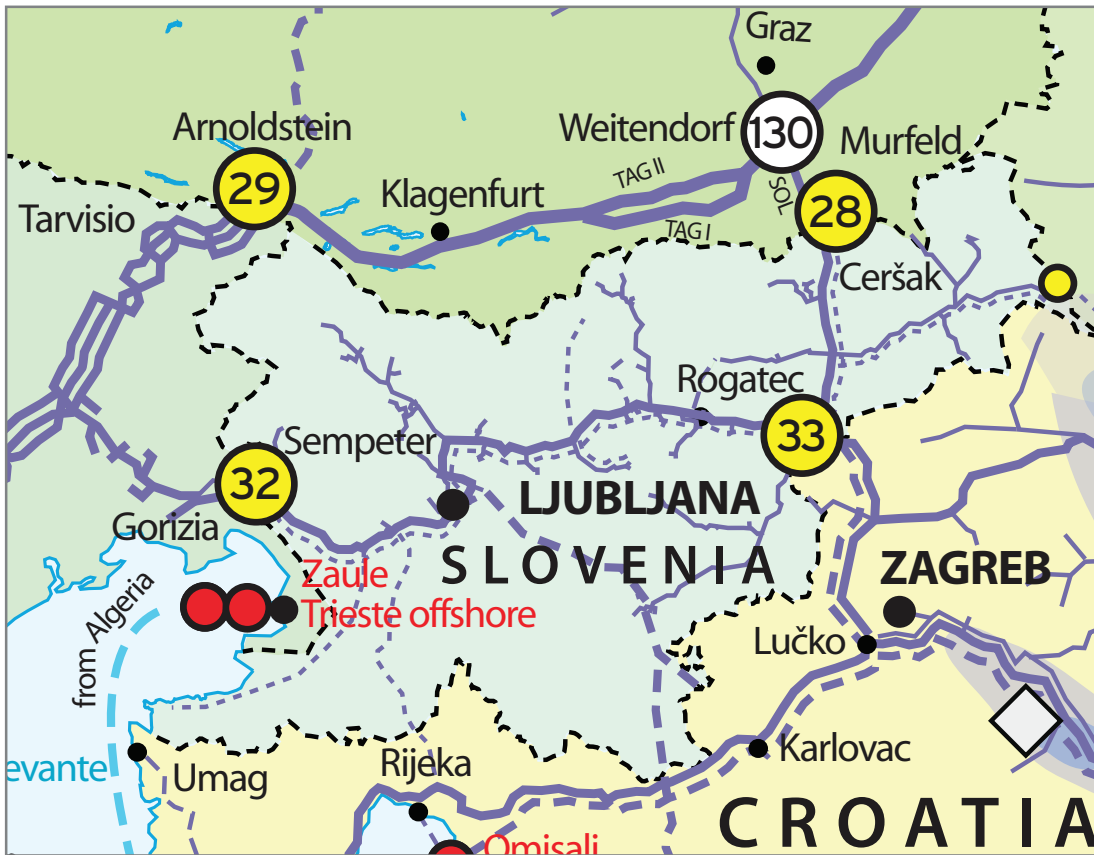 Graz
Arnoldstein
Weitendorf
130
Murfeld
TAG II
SOL
29
Klagenfurt
28
Tarvisio
TAG I
Ceršak
Rogatec
Sempeter
33
32
LJUBLJANA
Gorizia
SLOVENIA
ZAGREB
Zaule
Trieste offshore
from Algeria
Lučko
Karlovac
evante
Umag
Rijeka
CROATIA
Omisalj